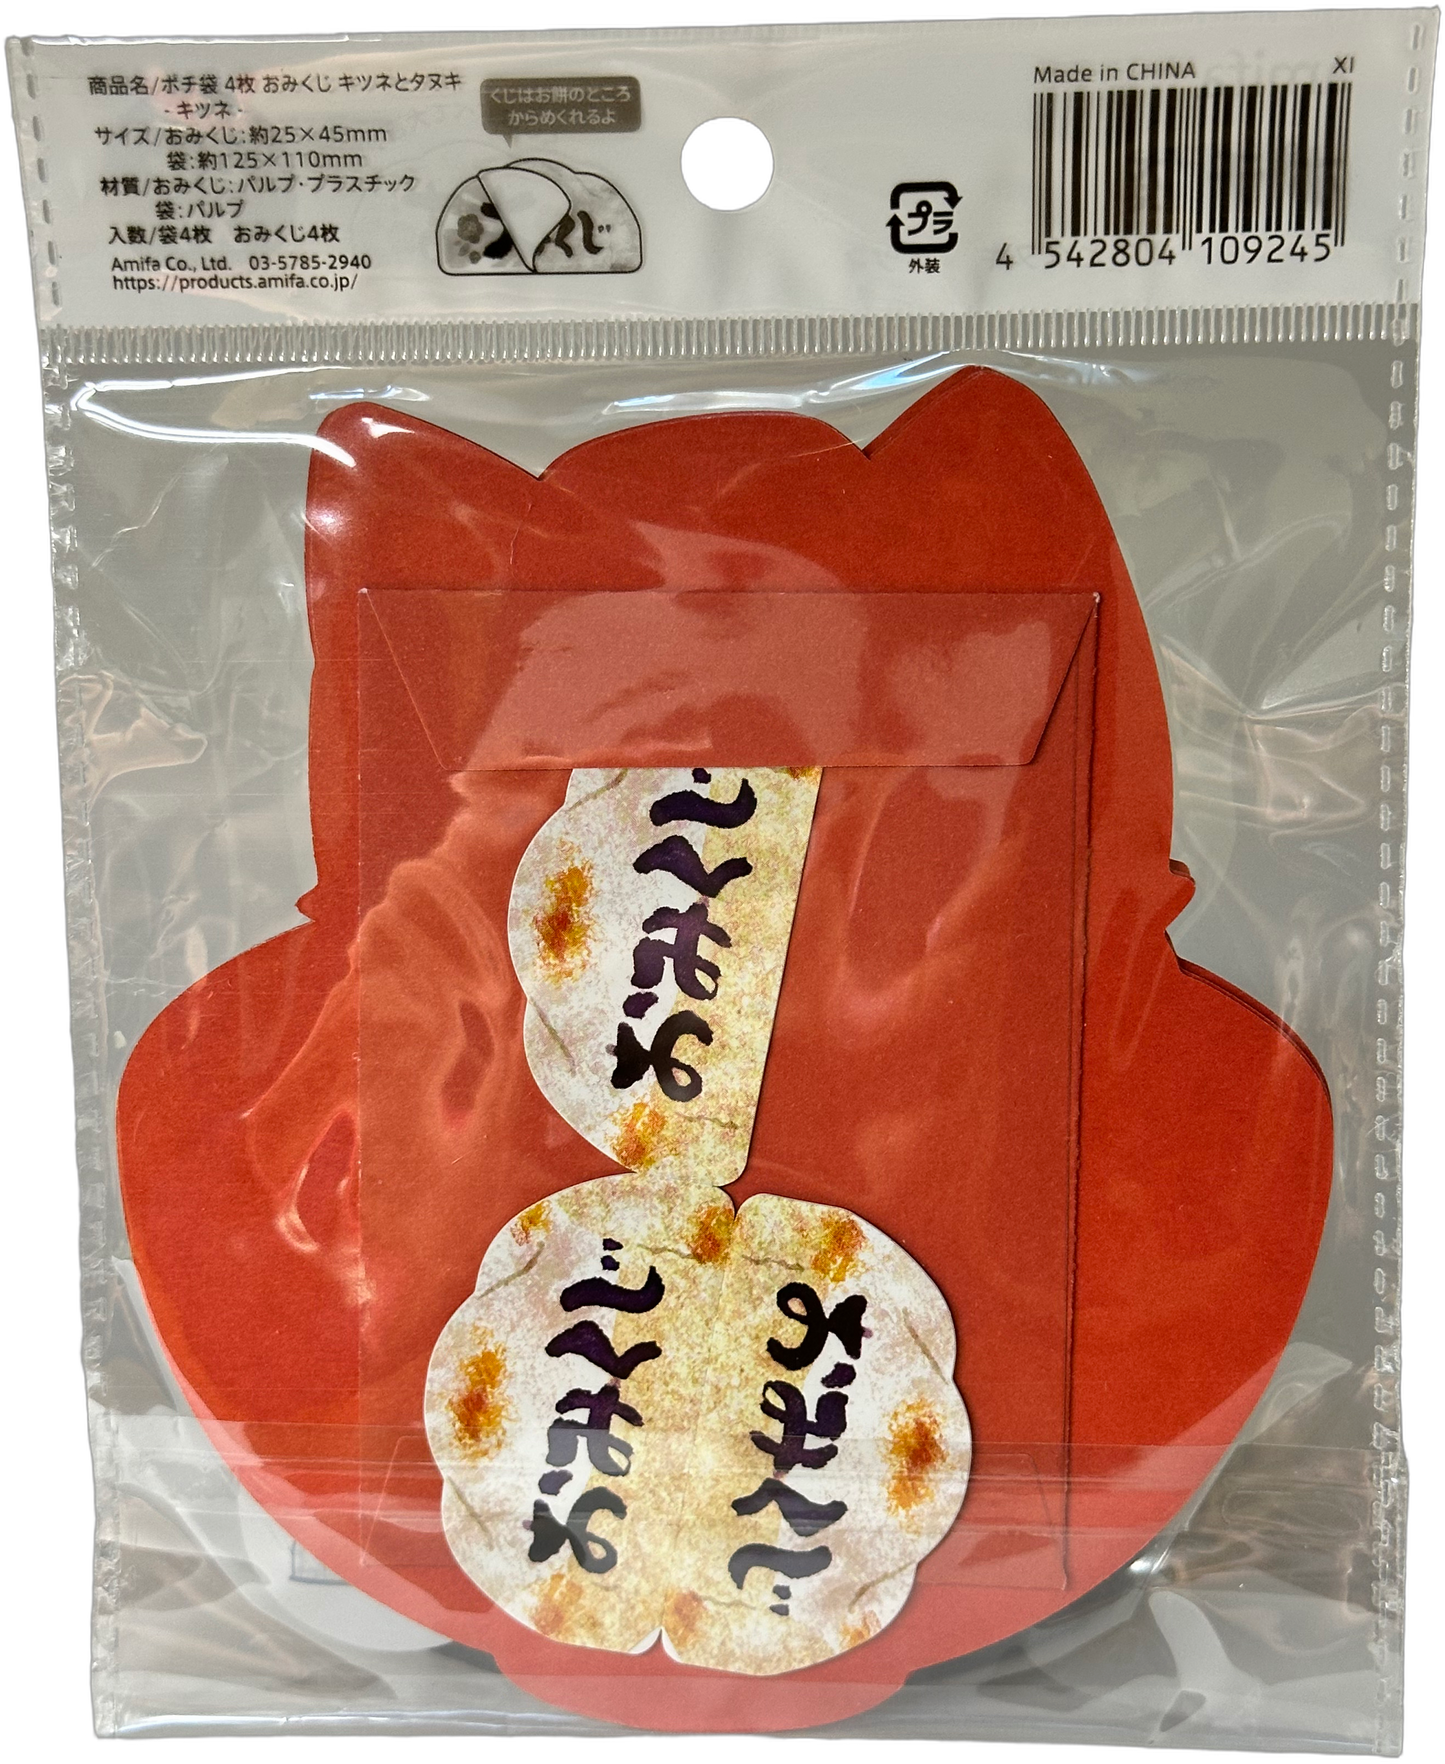 商品名/ポチ袋 4枚 おみくじ キツネとタヌキ
- キツネ -
サイズ/おみくじ:約25×45mm
袋:約125×110mm
材質/おみくじ:パルプ・プラスチック
袋:パルプ
入数/袋4枚 おみくじ4枚
Amifa Co., Ltd. 03-5785-2940
https://products.amifa.co.jp/
くじはお餅のところ
からめくれるよ
くじ
プラ
外装
Made in CHINA
XI
4 542804 109245
おみくじ
おみくじ
おみくじ